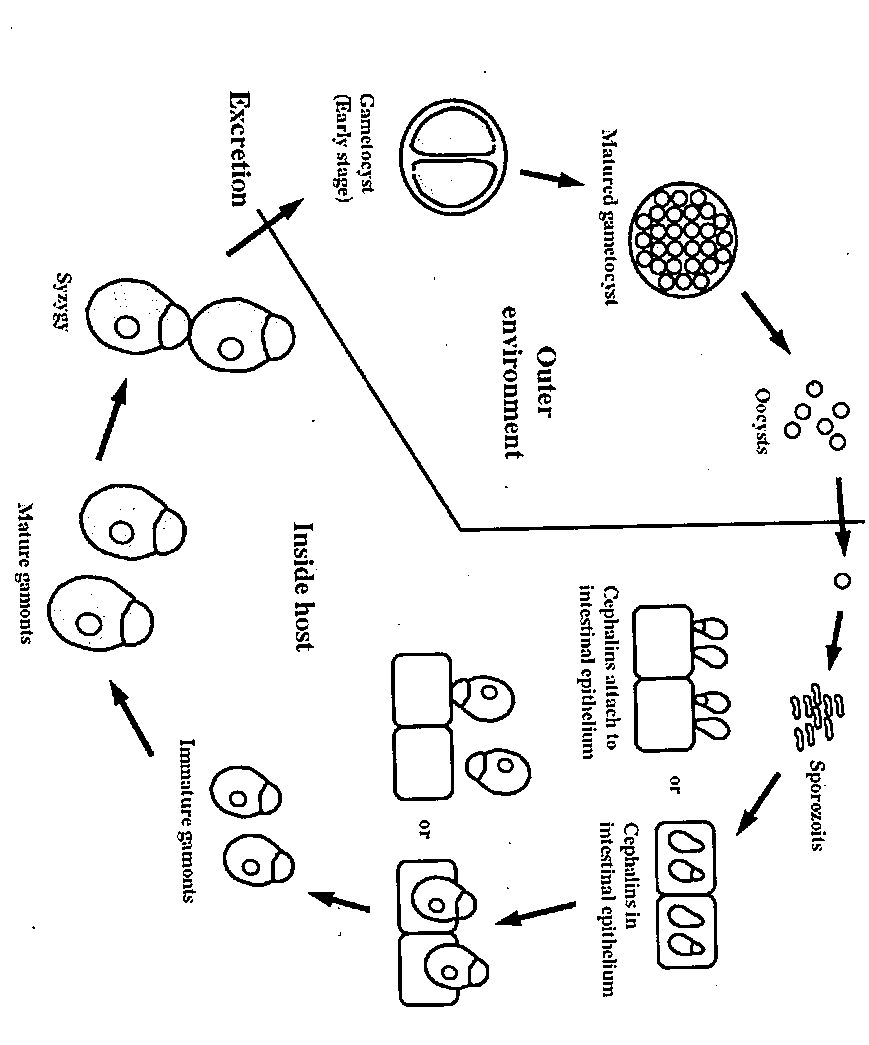 Excretion
Gametocyst
(Early stage)
Matured gametocyst
Oocysts
Outer
environment
Syzygy
Inside host
Mature gamonts
Immature gamonts
Cephalins attach to
intestinal epithelium
or
Sporozoits
Cephalins in
intestinal epithelium
or